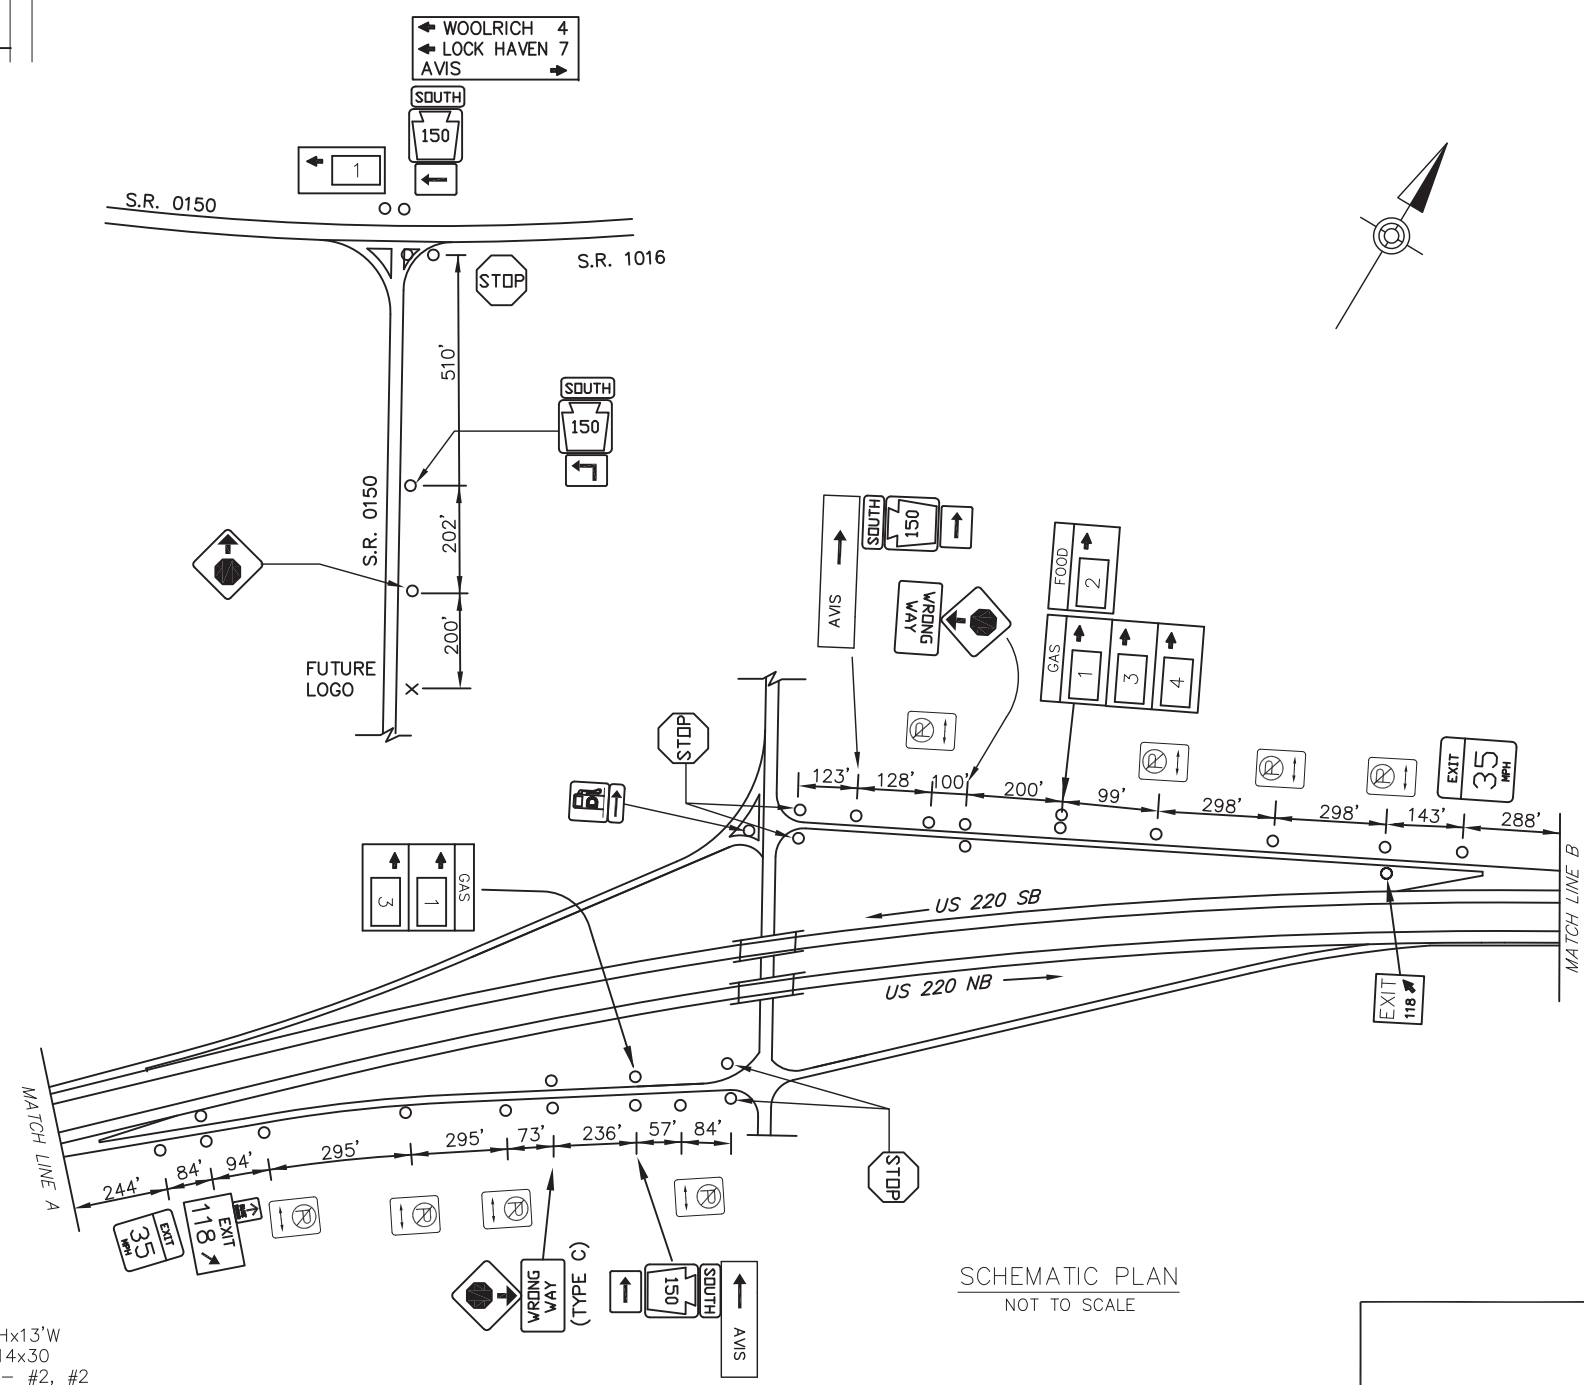 WOOLRICH 4
LOCK HAVEN 7
AVIS
SOUTH
150
1
S.R. 0150
S.R. 1016
STOP
510'
SOUTH
150
S.R. 0150
202'
200'
FUTURE
LOGO
AVIS
SOUTH
150
WRONG
WAY
FOOD
2
GAS
1
3
4
STOP
P
P
P
P
EXIT
35
MPH
123'
128'
100'
200'
99'
298'
298'
143'
288'
D
GAS
1
3
US 220 SB
US 220 NB
MATCH LINE B
EXIT
118
MATCH LINE A
244'
84'
94'
295'
295'
73'
236'
57'
84'
EXIT
35
MPH
EXIT
118
P
P
P
P
STOP
WRONG
WAY
(TYPE C)
SOUTH
150
AVIS
SCHEMATIC PLAN
NOT TO SCALE
Hx13'W
14x30
- #2, #2